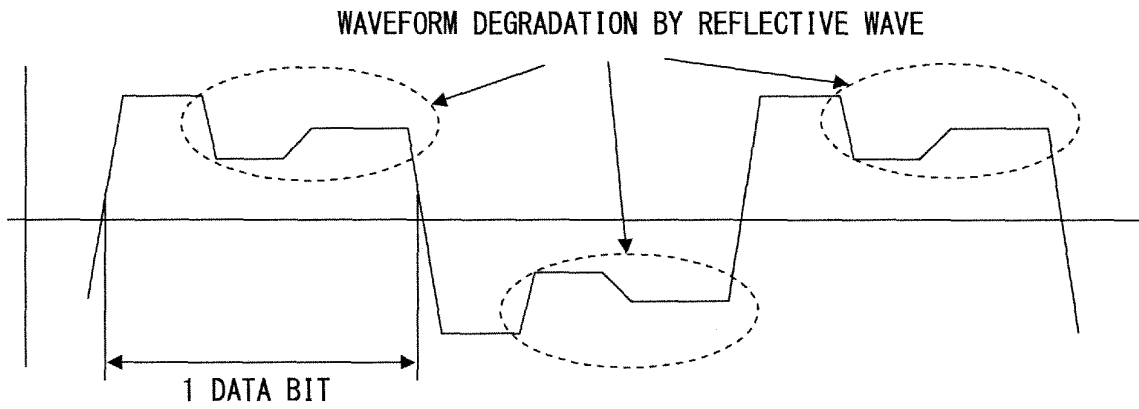 WAVEFORM DEGRADATION BY REFLECTIVE WAVE
1 DATA BIT